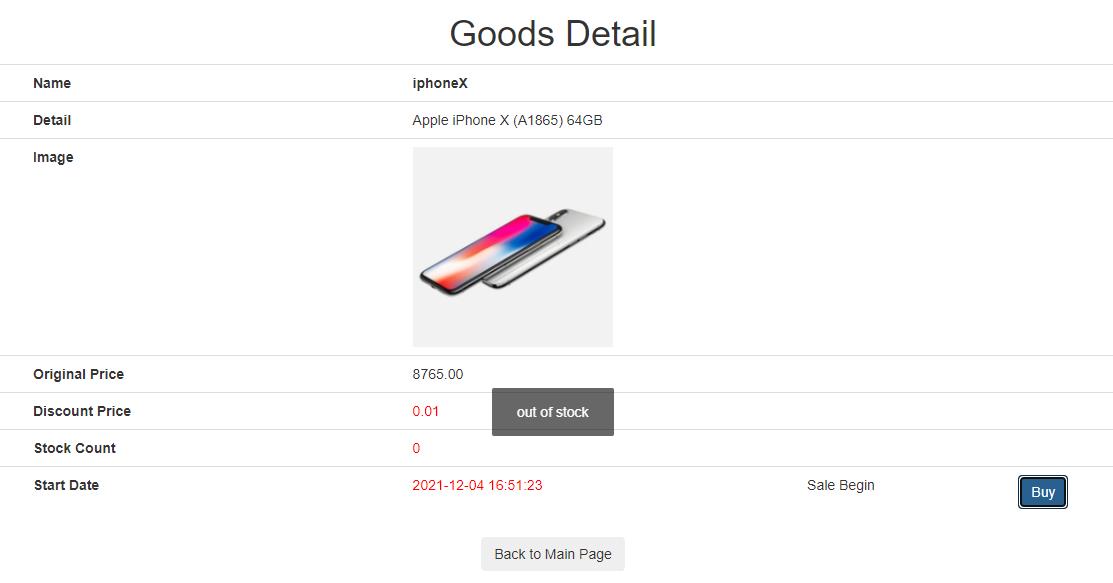 Goods Detail
Name iphoneX
Detail Apple iPhone X (A1865) 64GB
Image
Original Price 8765.00
Discount Price 0.01
out of stock
Stock Count 0
Start Date 2021-12-04 16:51:23 Sale Begin Buy
Back to Main Page